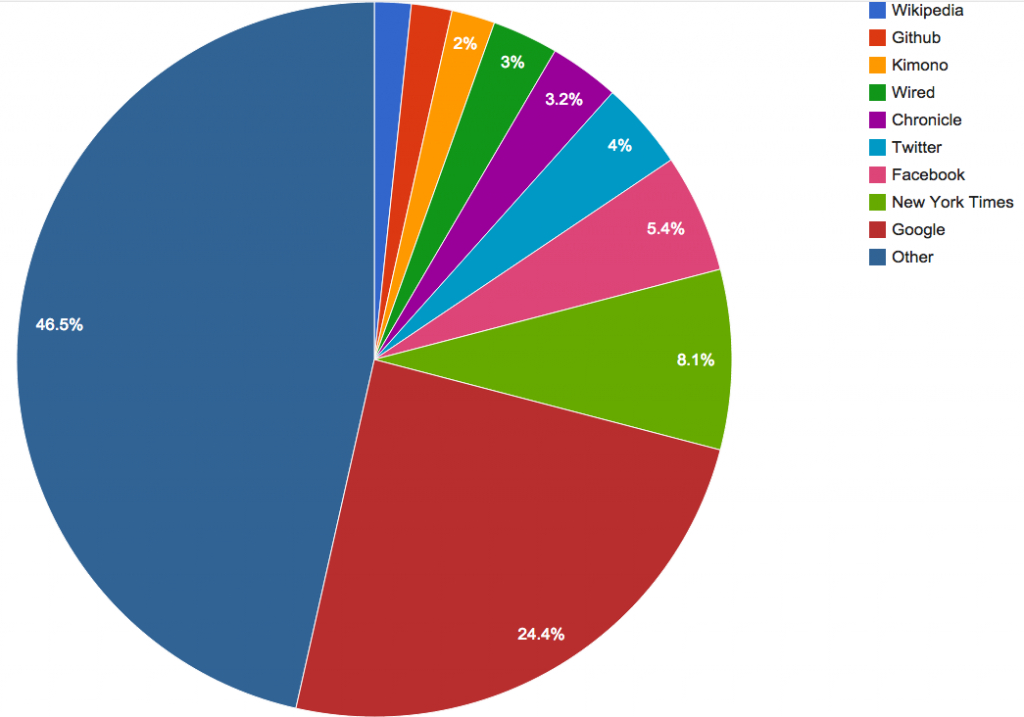 Wikipedia
Github
Kimono
Wired
Chronicle
Twitter
Facebook
New York Times
Google
Other
2%
3%
3.2%
4%
5.4%
8.1%
24.4%
46.5%